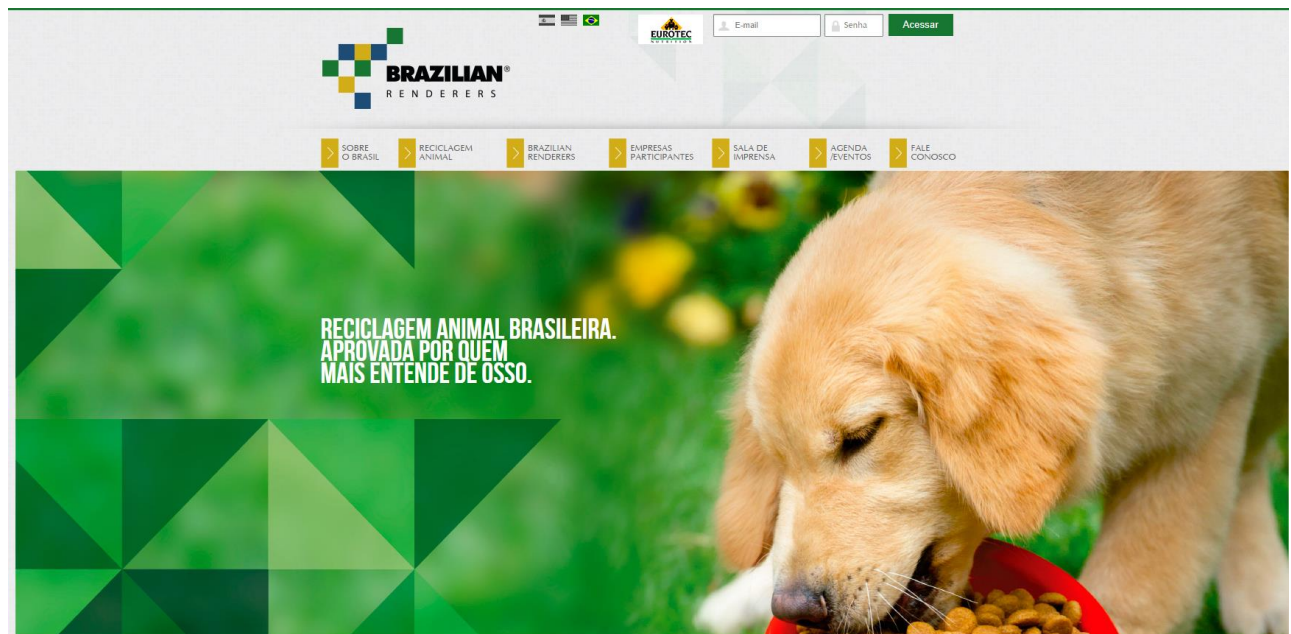 EUROTEC
NUTRITION
E-mail
Senha
Acessar
BRAZILIAN®
RENDERERS
SOBRE
O BRASIL
RECICLAGEM
ANIMAL
BRAZILIAN
RENDERERS
EMPRESAS
PARTICIPANTES
SALA DE
IMPRENSA
AGENDA
/EVENTOS
FALE
CONOSCO
RECICLAGEM ANIMAL BRASILEIRA.
APROVADA POR QUEM
MAIS ENTENDE DE OSSO.